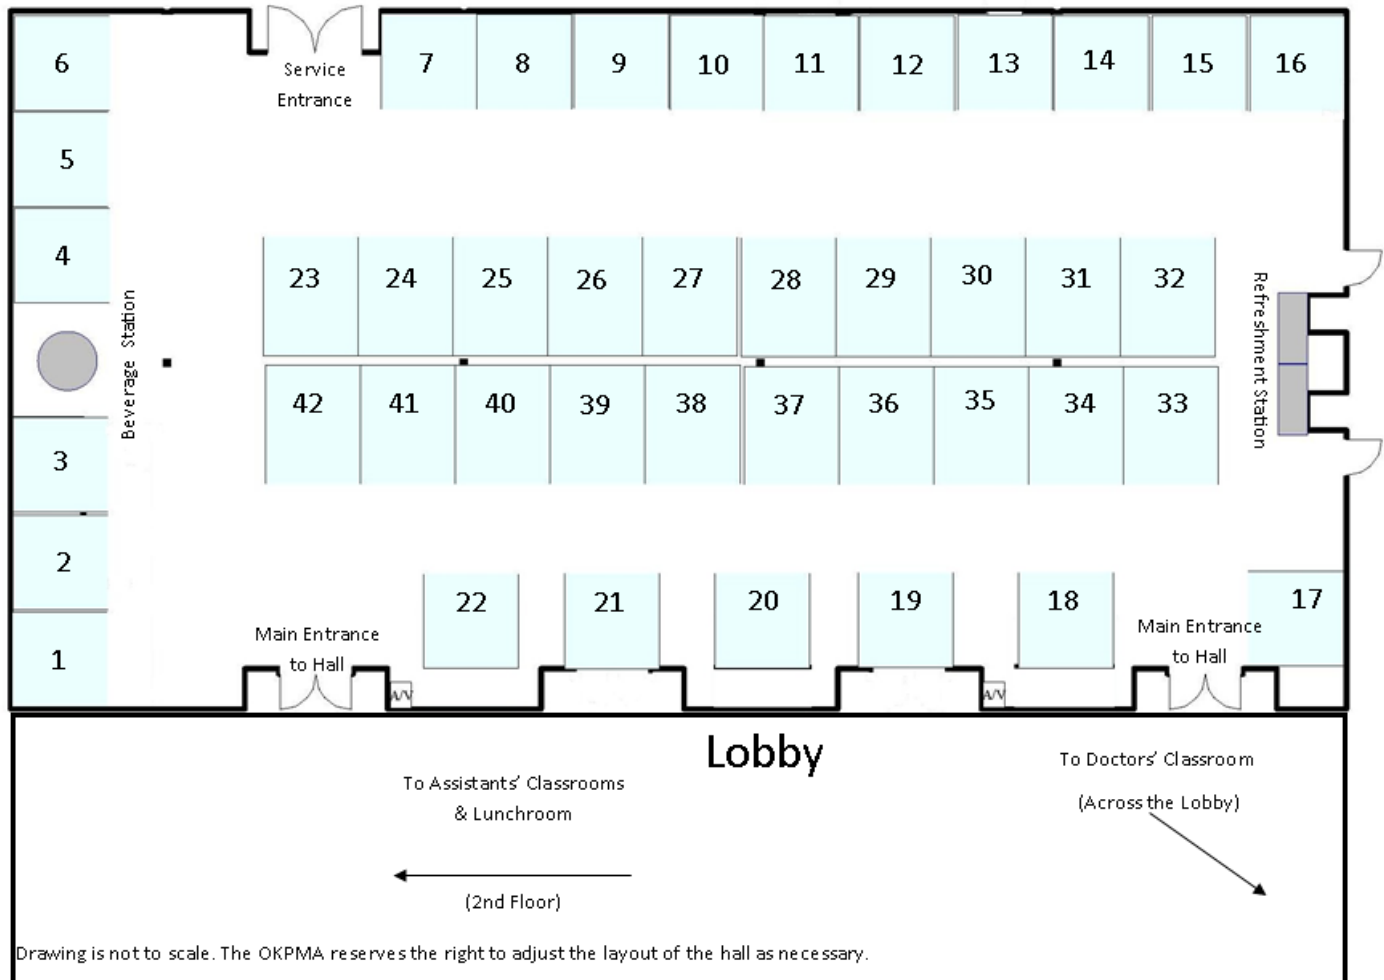 6
7
8
9
10
11
12
13
14
15
16
Service
Entrance
5
4
23
24
25
26
27
28
29
30
31
32
Beverage Station
Refreshment Station
42
41
40
39
38
37
36
35
34
33
3
2
1
22
21
20
19
18
17
Main Entrance
to Hall
Main Entrance
to Hall
A/V
A/V
Lobby
To Assistants’ Classrooms
& Lunchroom
(2nd Floor)
To Doctors’ Classroom
(Across the Lobby)
Drawing is not to scale. The OKPMA reserves the right to adjust the layout of the hall as necessary.